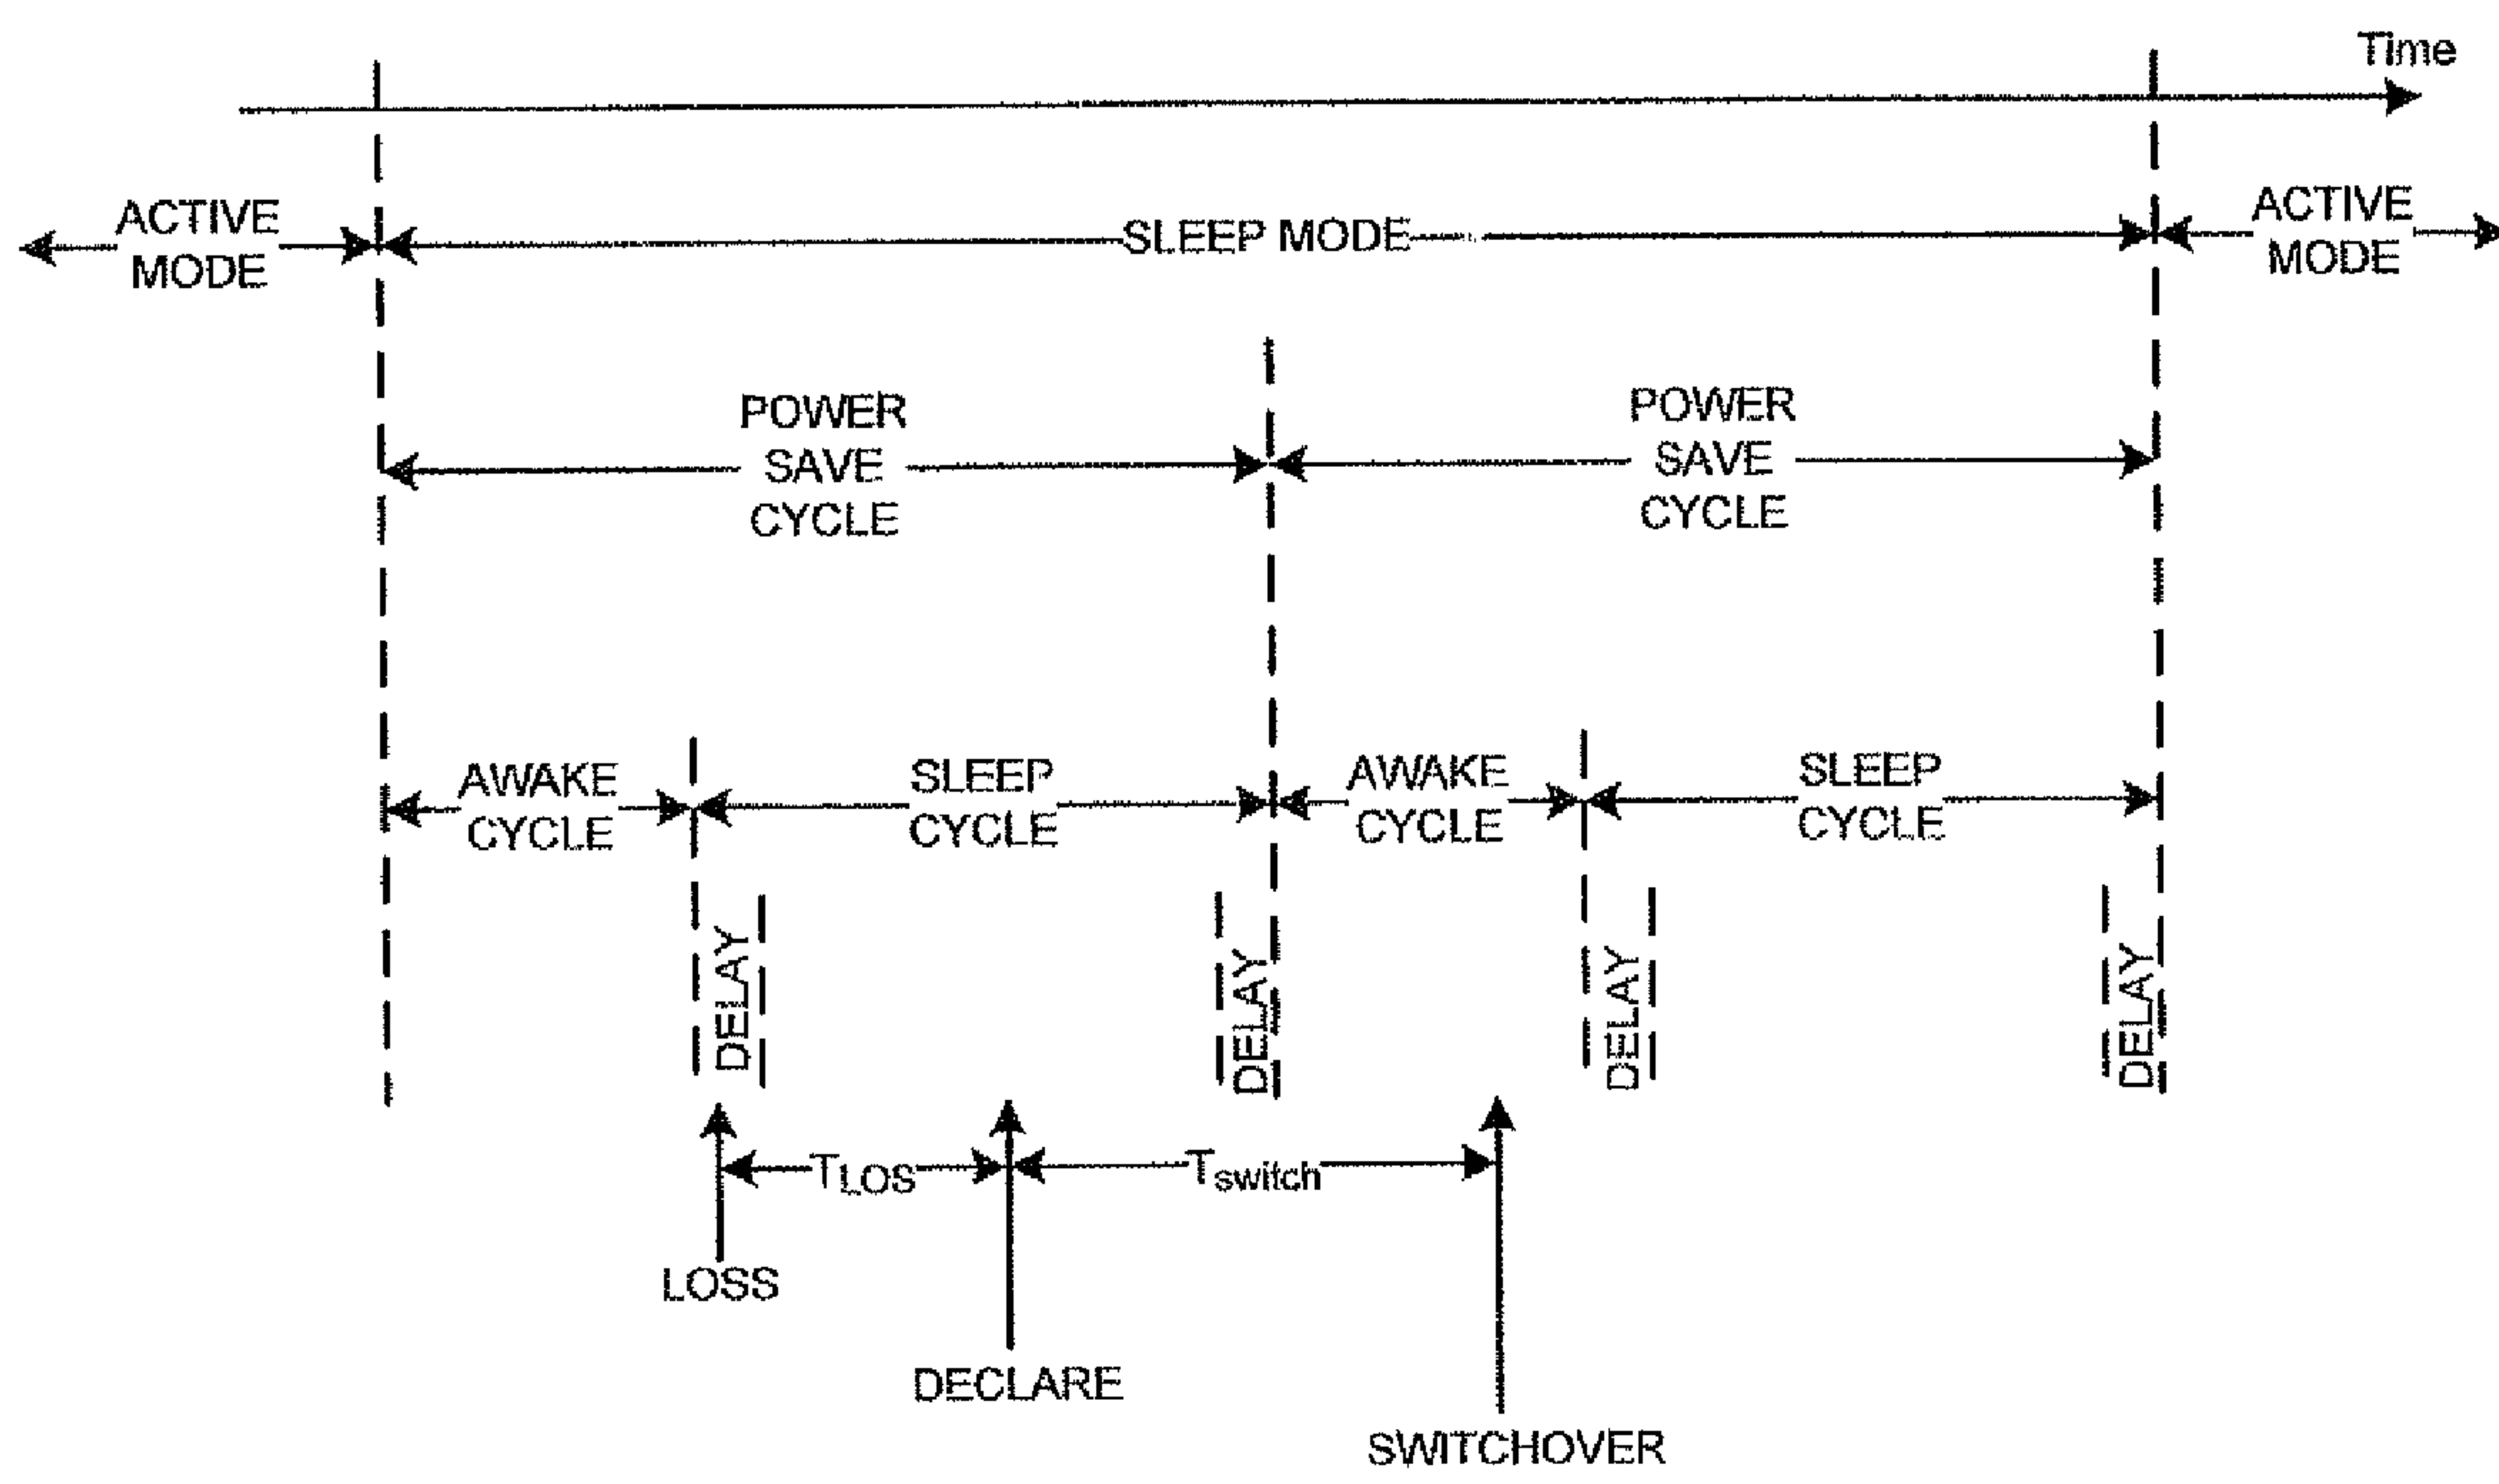 Time
ACTIVE
MODE
SLEEP MODE
ACTIVE
MODE
POWER
SAVE
CYCLE
POWER
SAVE
CYCLE
AWAKE
CYCLE
SLEEP
CYCLE
AWAKE
CYCLE
SLEEP
CYCLE
DELAY
DELAY
DELAY
DELAY
TLOS
Tswitch
LOSS
DECLARE
SWITCHOVER